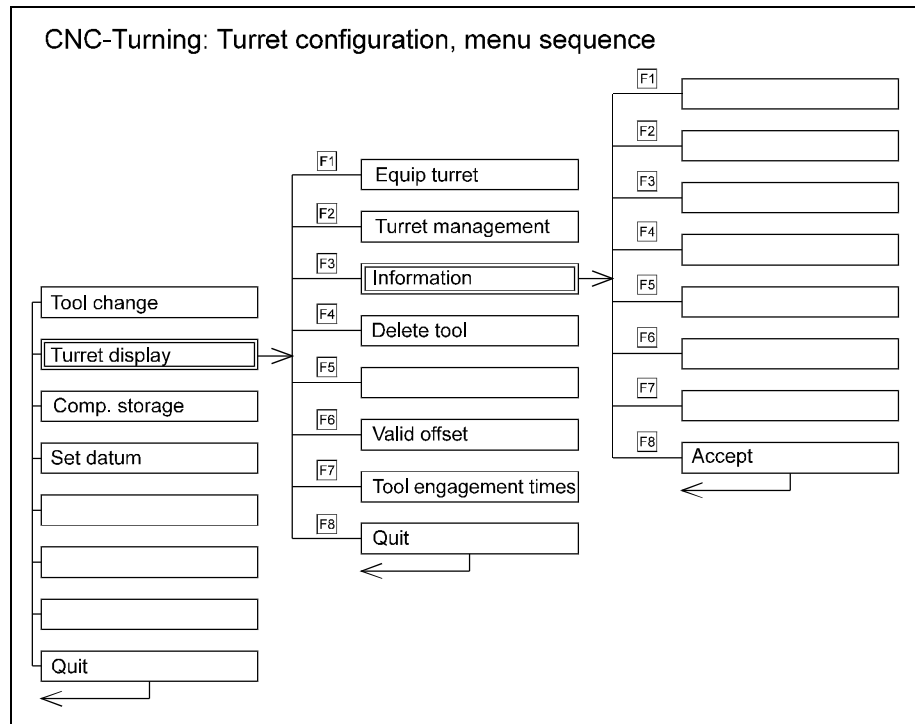 CNC-Turning: Turret configuration, menu sequence
Tool change
Turret display
Comp. storage
Set datum
Quit
F1
Equip turret
F2
Turret management
F3
Information
F4
Delete tool
F5
F6
Valid offset
F7
Tool engagement times
F8
Quit
F1
F2
F3
F4
F5
F6
F7
F8
Accept